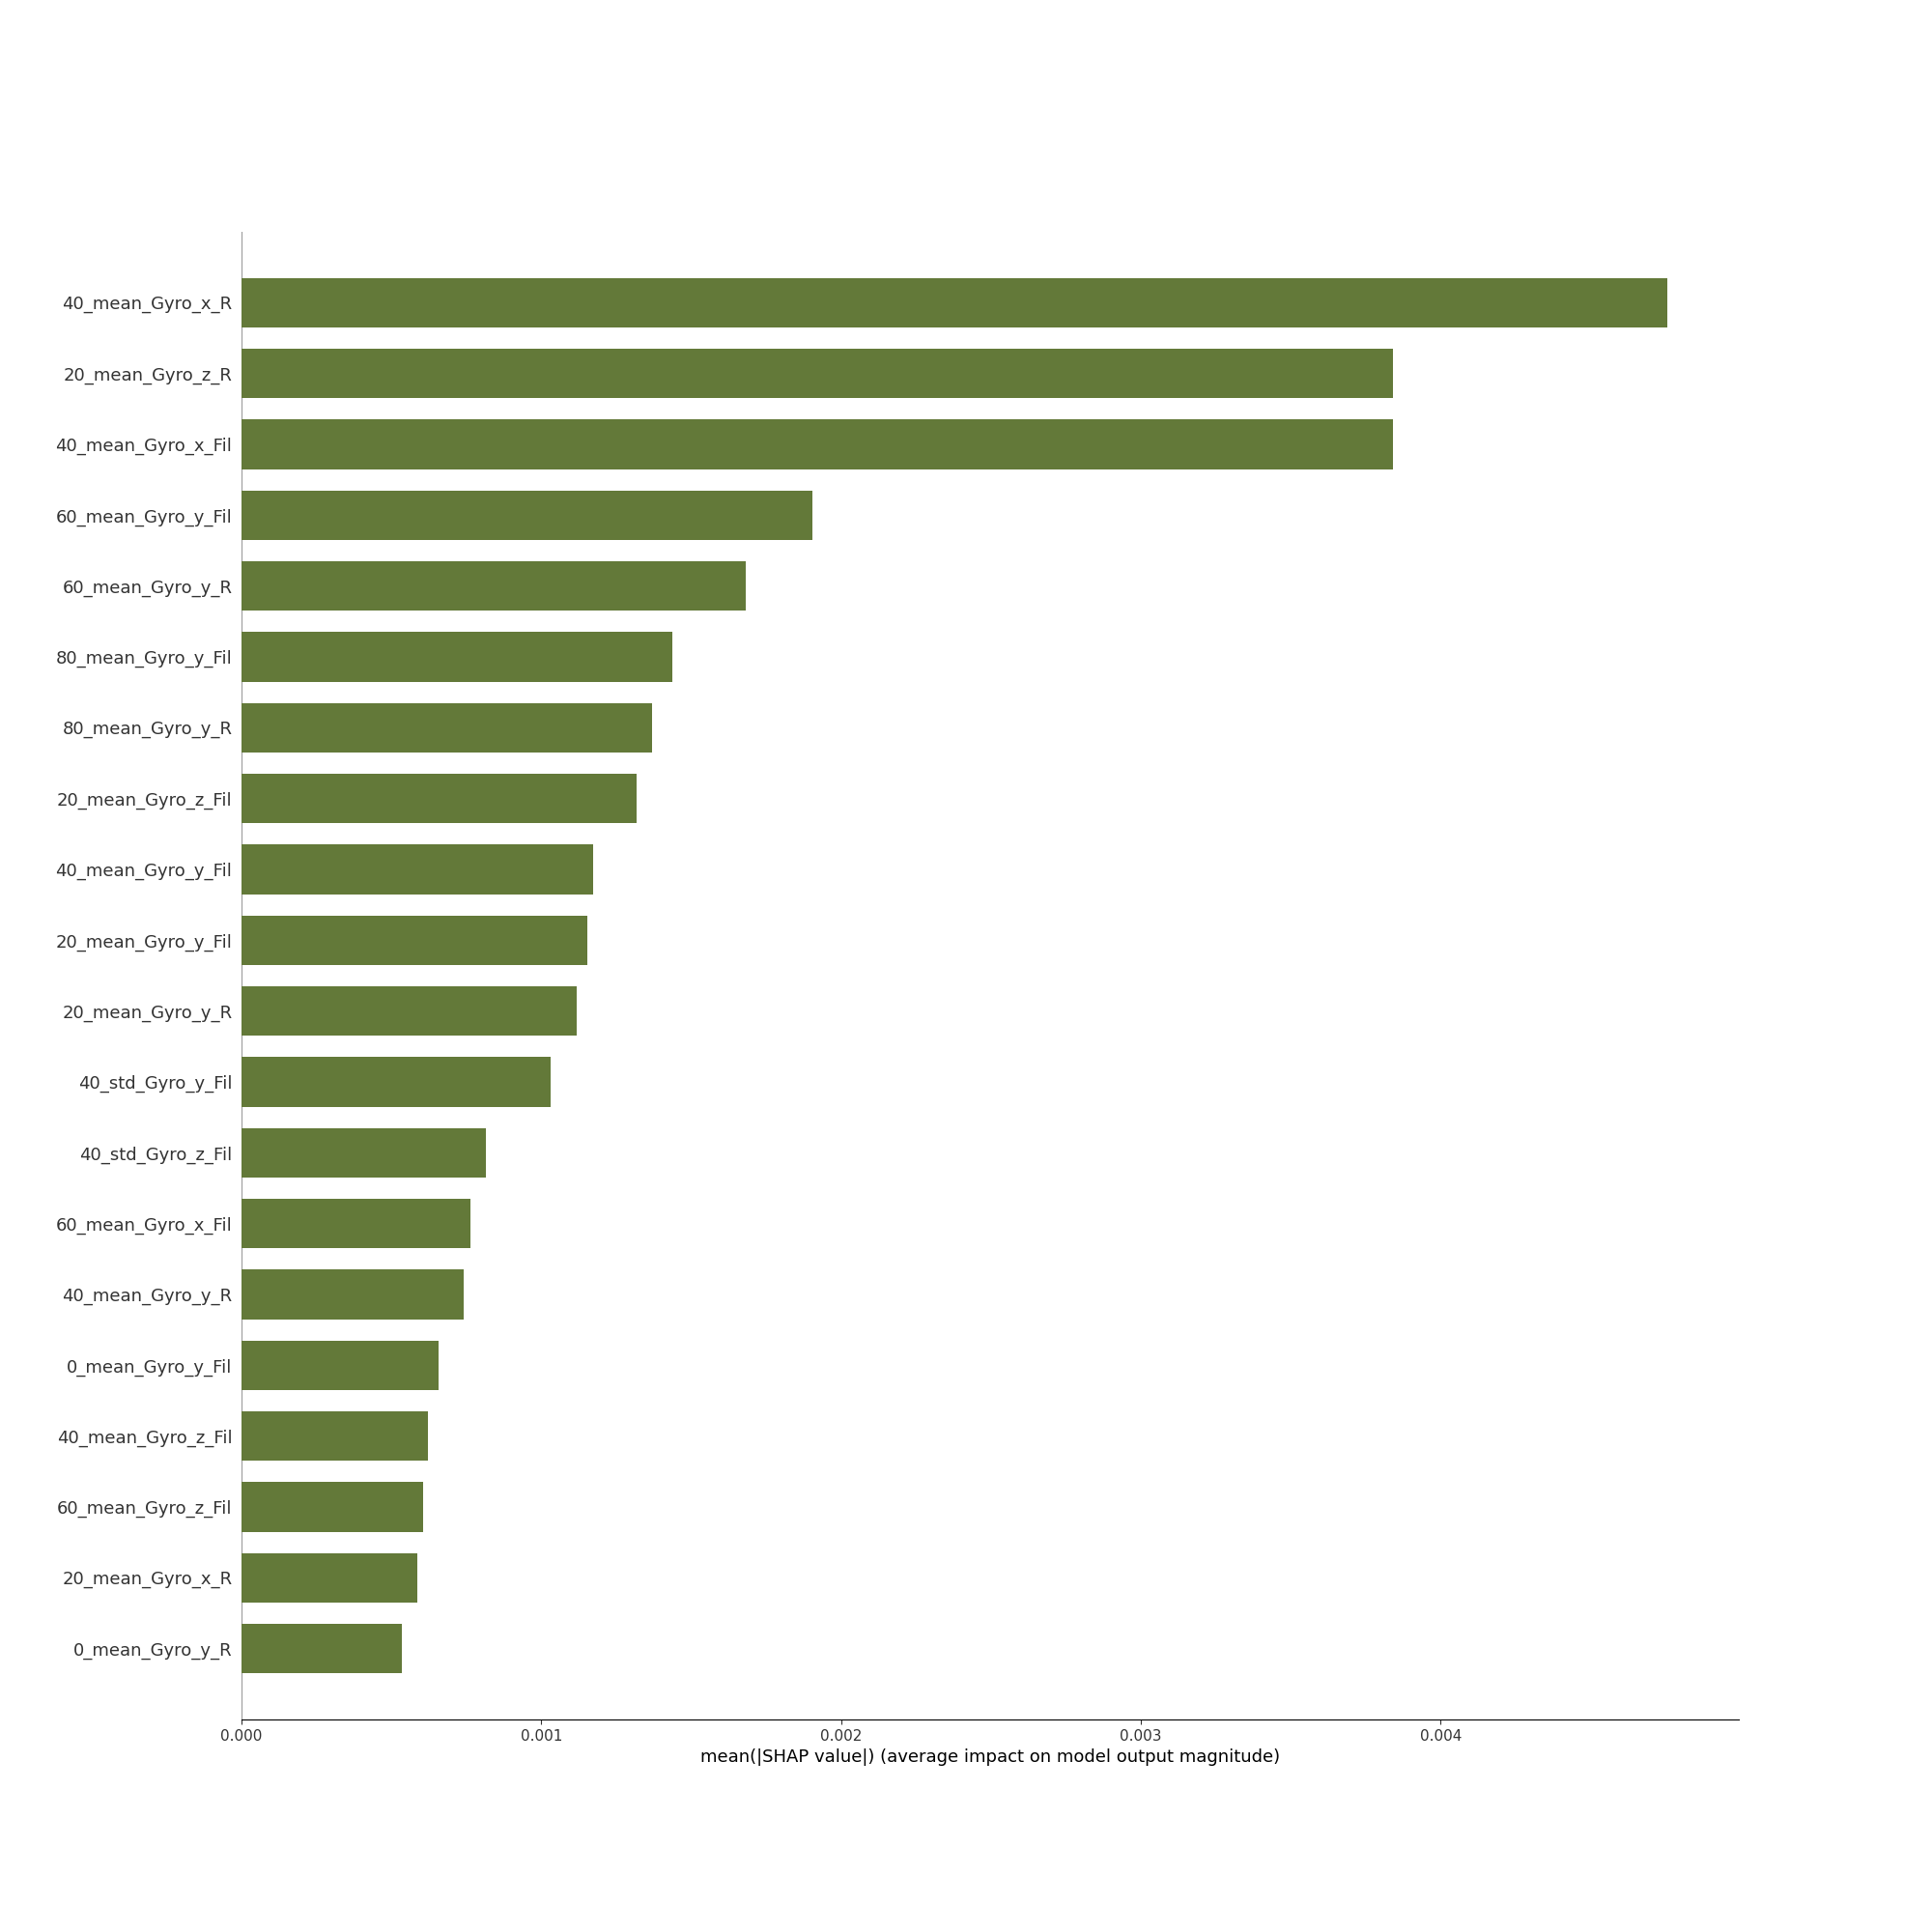 40_mean_Gyro_x_R
20_mean_Gyro_z_R
40_mean_Gyro_x_Fil
60_mean_Gyro_y_Fil
60_mean_Gyro_y_R
80_mean_Gyro_y_Fil
80_mean_Gyro_y_R
20_mean_Gyro_z_Fil
40_mean_Gyro_y_Fil
20_mean_Gyro_y_Fil
20_mean_Gyro_y_R
40_std_Gyro_y_Fil
40_std_Gyro_z_Fil
60_mean_Gyro_x_Fil
40_mean_Gyro_y_R
0_mean_Gyro_y_Fil
40_mean_Gyro_z_Fil
60_mean_Gyro_z_Fil
20_mean_Gyro_x_R
0_mean_Gyro_y_R
0.000 0.001 0.002 0.003 0.004
mean(|SHAP value|) (average impact on model output magnitude)